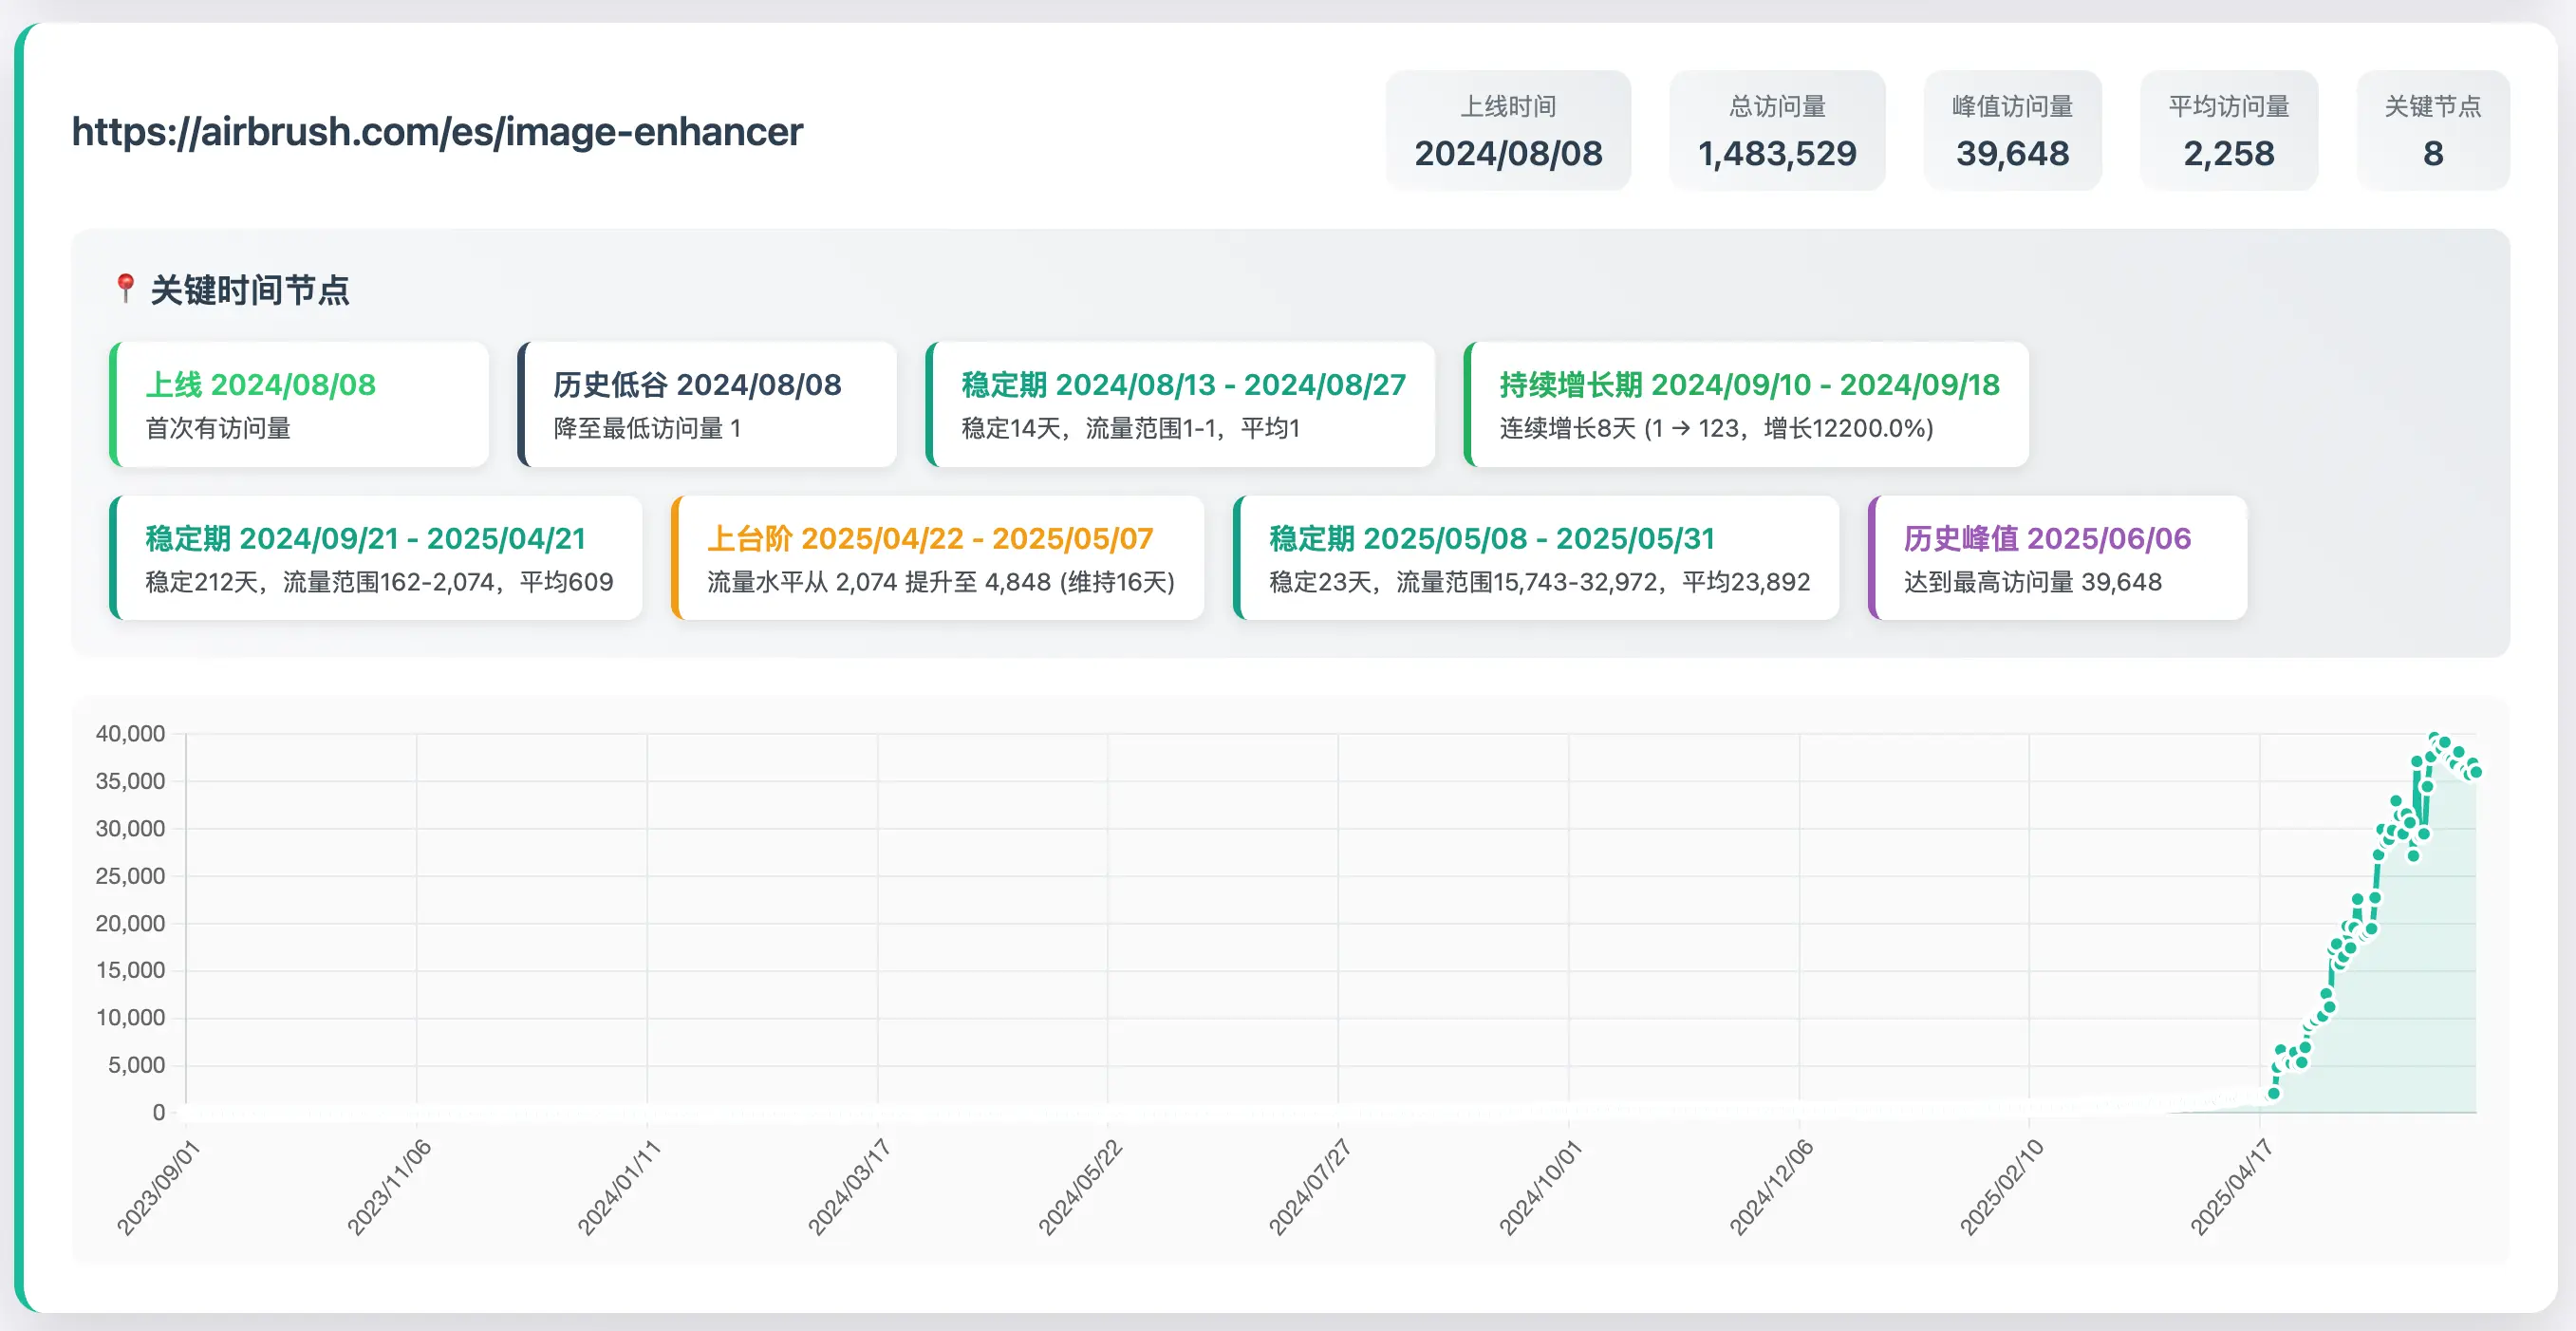 https://airbrush.com/es/image-enhancer
上线时间
2024/08/08
总访问量
1,483,529
峰值访问量
39,648
平均访问量
2,258
关键节点
8
📍 关键时间节点
上线 2024/08/08
首次有访问量
历史低谷 2024/08/08
降至最低访问量 1
稳定期 2024/08/13 - 2024/08/27
稳定14天，流量范围1-1，平均1
持续增长期 2024/09/10 - 2024/09/18
连续增长8天 (1 → 123，增长12200.0%)
稳定期 2024/09/21 - 2025/04/21
稳定212天，流量范围162-2,074，平均609
上台阶 2025/04/22 - 2025/05/07
流量水平从 2,074 提升至 4,848 (维持16天)
稳定期 2025/05/08 - 2025/05/31
稳定23天，流量范围15,743-32,972，平均23,892
历史峰值 2025/06/06
达到最高访问量 39,648
40,000
35,000
30,000
25,000
20,000
15,000
10,000
5,000
0
2023/09/01
2023/11/06
2024/01/11
2024/03/17
2024/05/22
2024/07/27
2024/10/01
2024/12/06
2025/02/10
2025/04/17